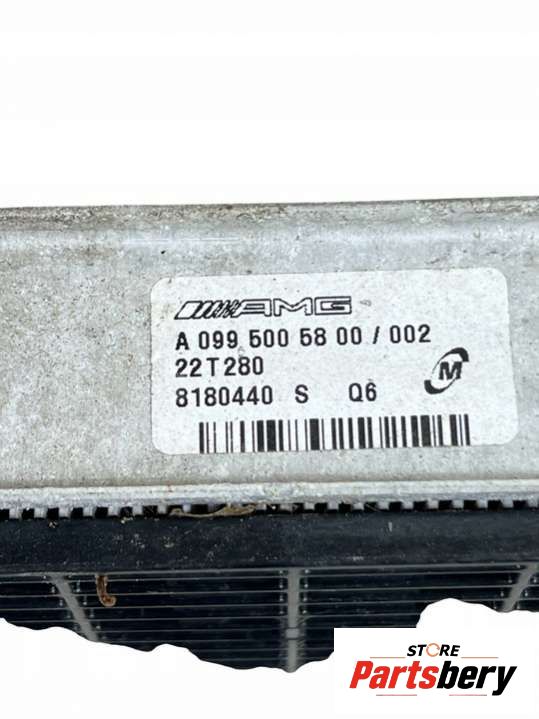 AMG
A 099 500 58 00 / 002
22T280
8180440 S Q6
M
STORE
Partsbery